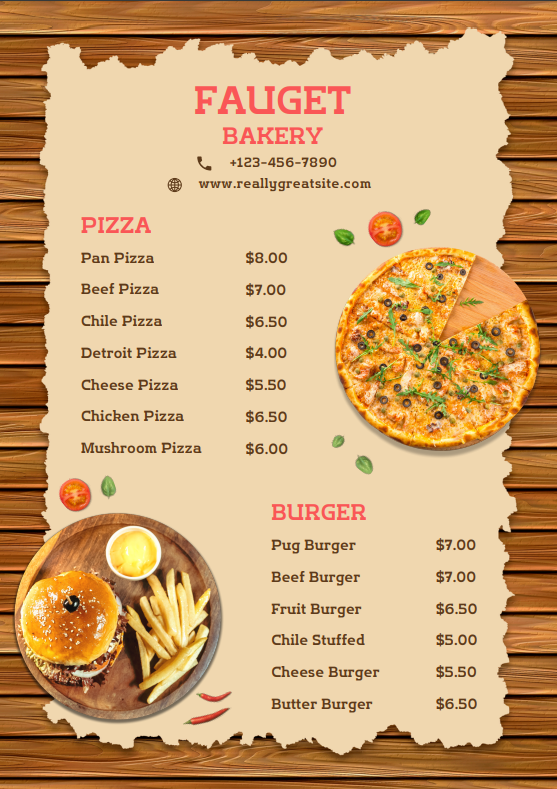 FAUGET
BAKERY
+123-456-7890
www.reallygreatsite.com
PIZZA
Pan Pizza $8.00
Beef Pizza $7.00
Chile Pizza $6.50
Detroit Pizza $4.00
Cheese Pizza $5.50
Chicken Pizza $6.50
Mushroom Pizza $6.00
BURGER
Pug Burger $7.00
Beef Burger $7.00
Fruit Burger $6.50
Chile Stuffed $5.00
Cheese Burger $5.50
Butter Burger $6.50